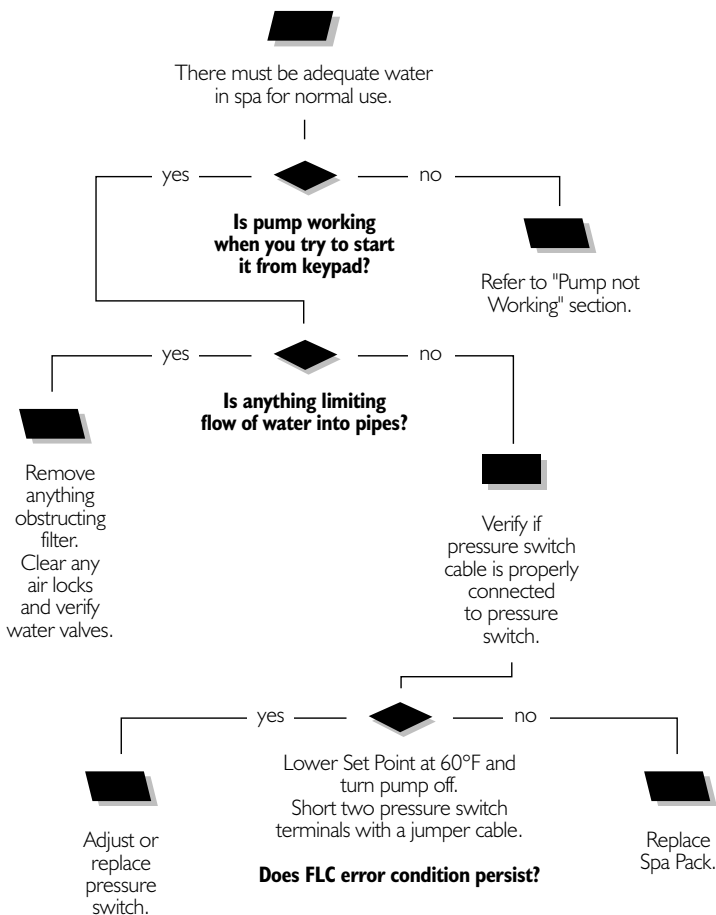 There must be adequate water
in spa for normal use.
yes
no
Is pump working
when you try to start
it from keypad?
Refer to "Pump not
Working" section.
yes
no
Is anything limiting
flow of water into pipes?
Remove
anything
obstructing
filter.
Clear any
air locks
and verify
water valves.
Verify if
pressure switch
cable is properly
connected
to pressure
switch.
yes
no
Lower Set Point at 60°F and
turn pump off.
Short two pressure switch
terminals with a jumper cable.
Does FLC error condition persist?
Adjust or
replace
pressure
switch.
Replace
Spa Pack.